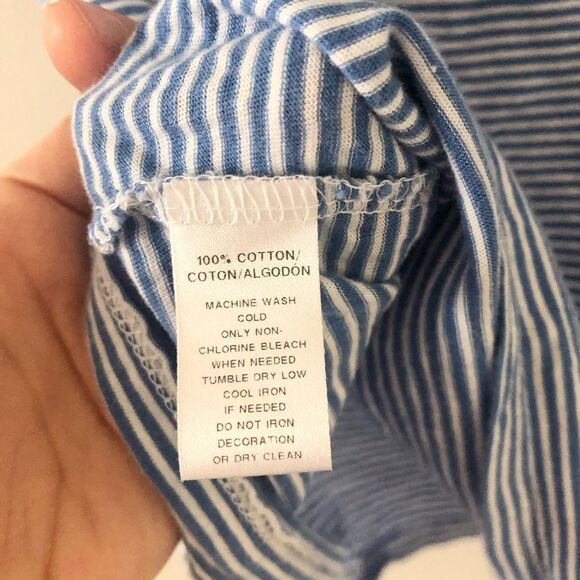 100% COTTON/
COTON/ALGODÓN
MACHINE WASH
COLD
ONLY NON-
CHLORINE BLEACH
WHEN NEEDED
TUMBLE DRY LOW
COOL IRON
IF NEEDED
DO NOT IRON
DECORATION
OR DRY CLEAN